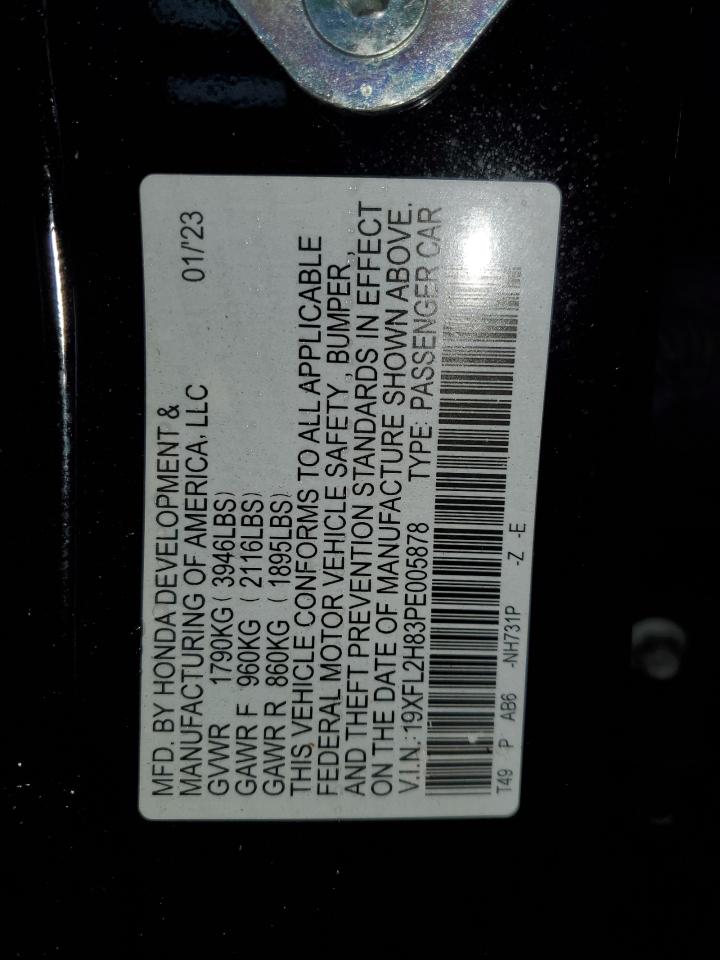 MFD. BY HONDA DEVELOPMENT &
MANUFACTURING OF AMERICA, LLC 01/'23
GVWR 1790KG ( 3946LBS)
GAWR F 960KG ( 2116LBS)
GAWR R 860KG ( 1895LBS)
THIS VEHICLE CONFORMS TO ALL APPLICABLE
FEDERAL MOTOR VEHICLE SAFETY , BUMPER ,
AND THEFT PREVENTION STANDARDS IN EFFECT
ON THE DATE OF MANUFACTURE SHOWN ABOVE.
V.I.N.: 19XFL2H83PE005878 TYPE: PASSENGER CAR
T49 P AB6 -NH731P -Z -E